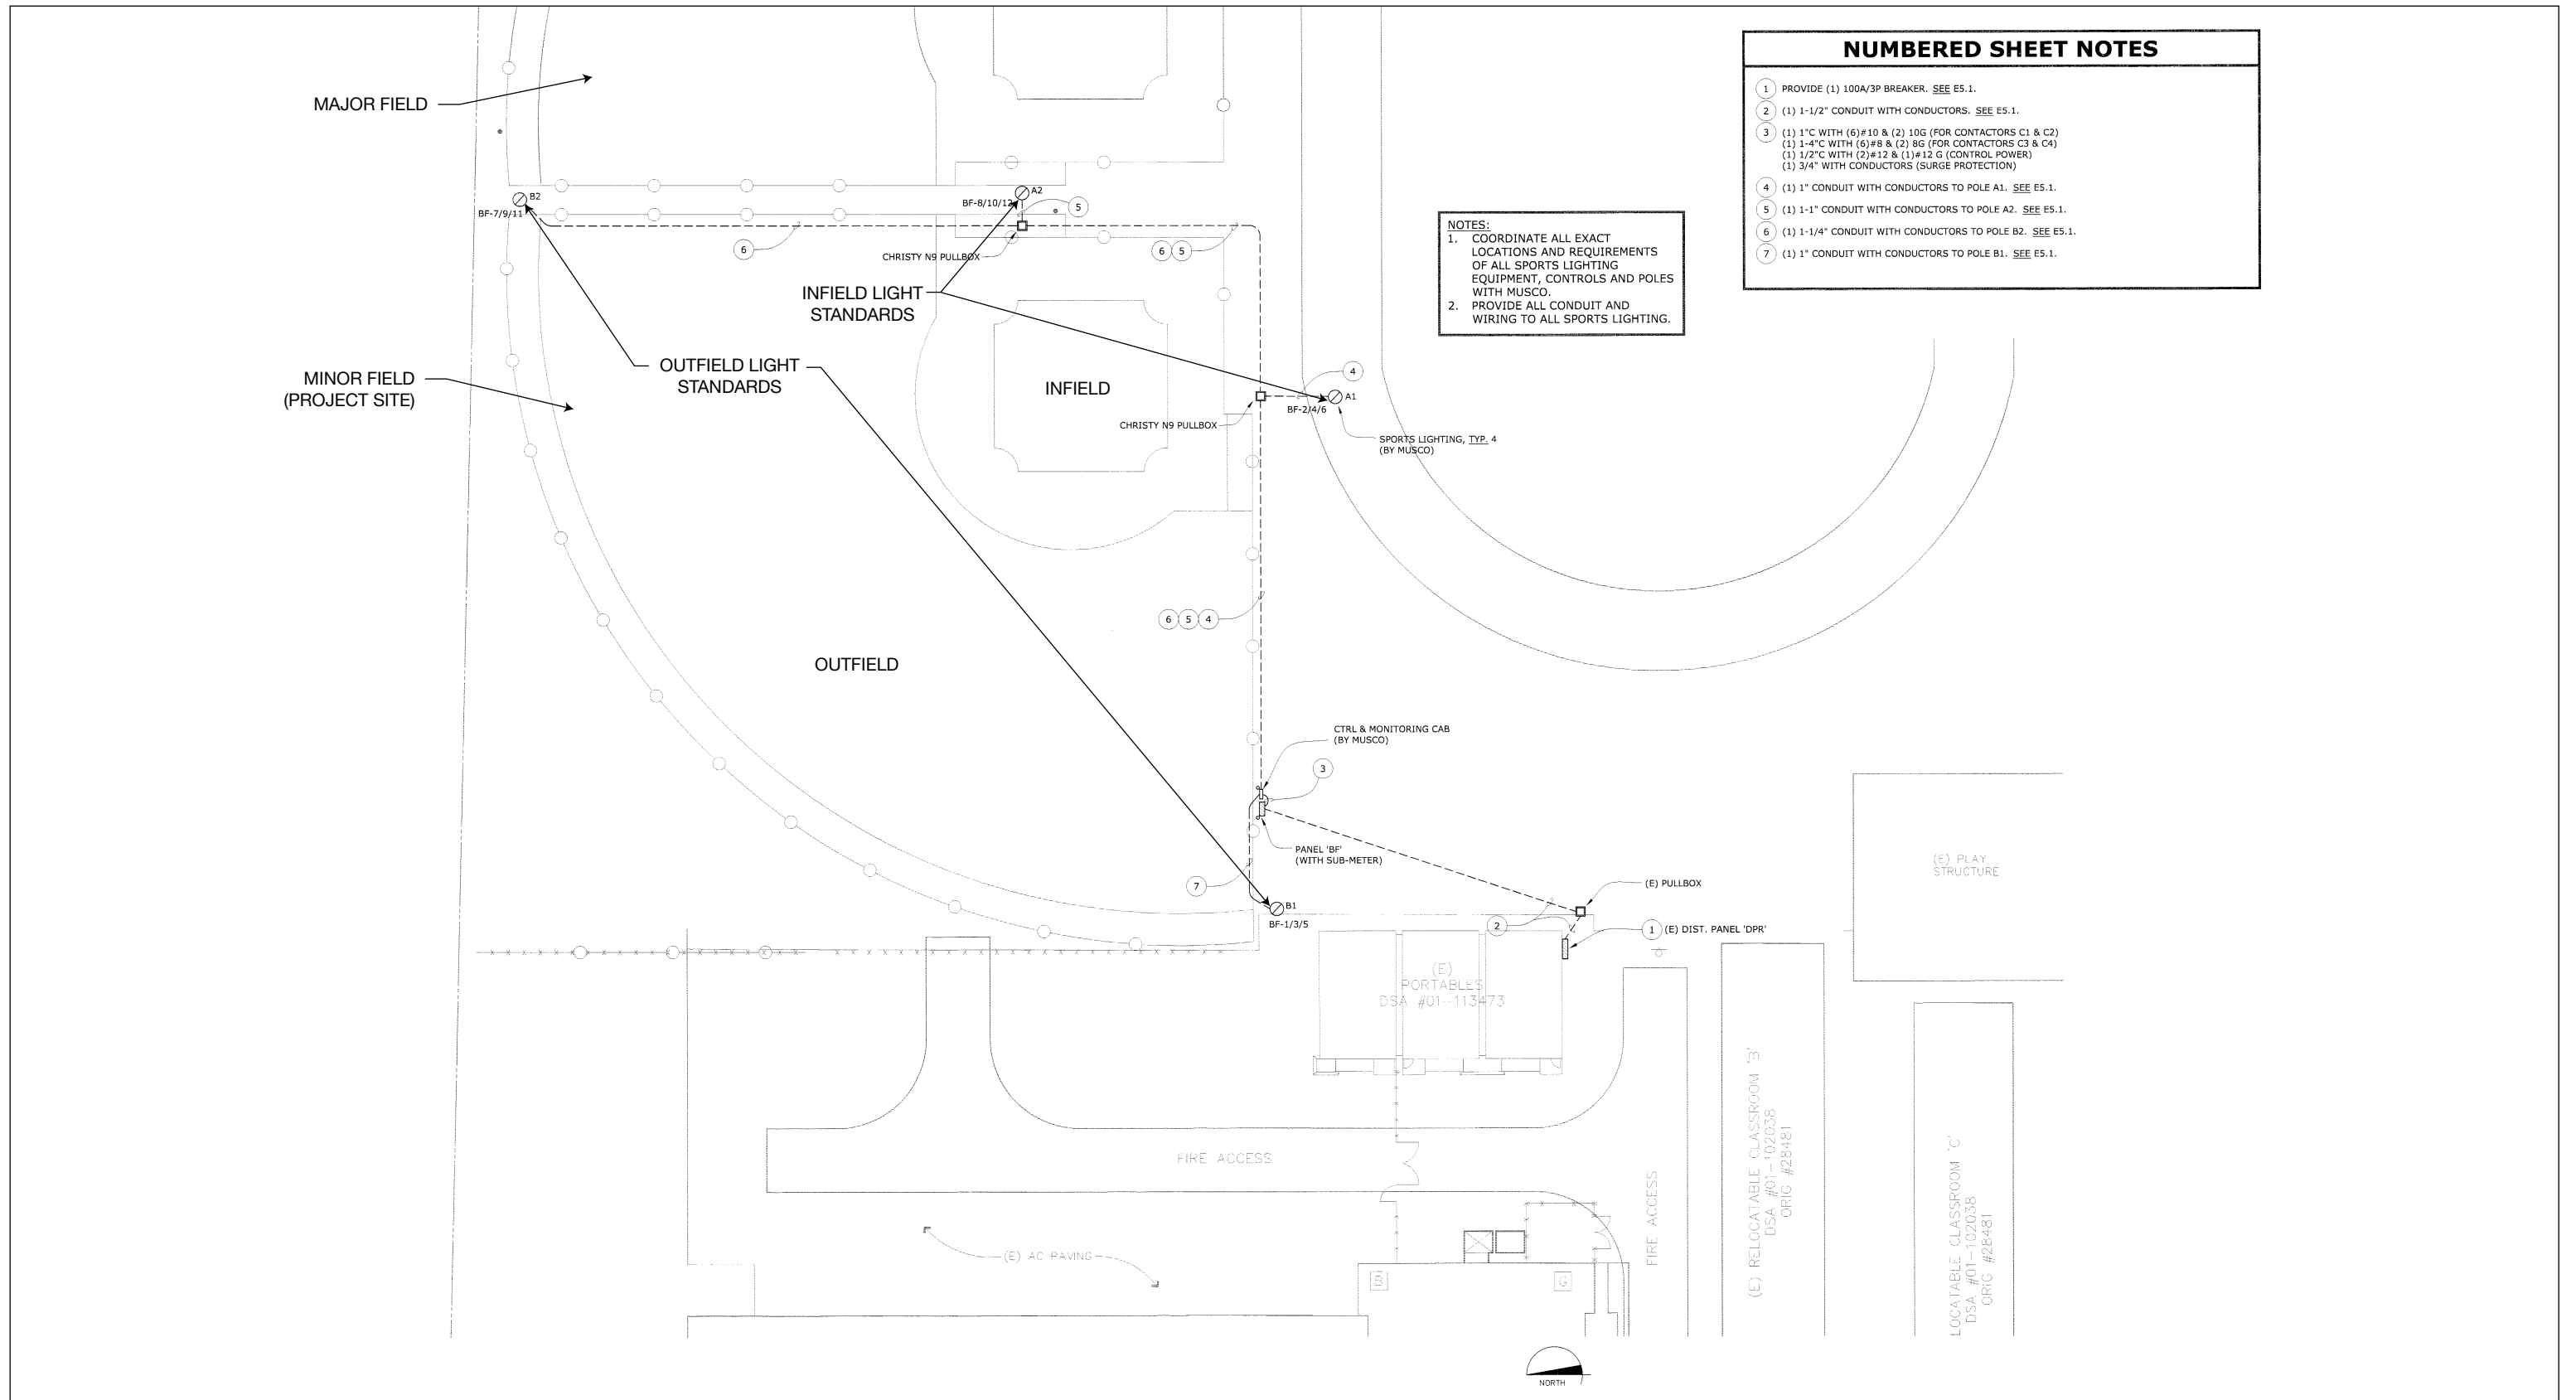 NUMBERED SHEET NOTES
1 PROVIDE (1) 100A/3P BREAKER. SEE E5.1.
2 (1) 1-1/2" CONDUIT WITH CONDUCTORS. SEE E5.1.
3 (1) 1"C WITH (6)#10 & (2) 10G (FOR CONTACTORS C1 & C2)
(1) 1-4"C WITH (6)#8 & (2) 8G (FOR CONTACTORS C3 & C4)
(1) 1/2"C WITH (2)#12 & (1)#12 G (CONTROL POWER)
(1) 3/4" WITH CONDUCTORS (SURGE PROTECTION)
4 (1) 1" CONDUIT WITH CONDUCTORS TO POLE A1. SEE E5.1.
5 (1) 1-1" CONDUIT WITH CONDUCTORS TO POLE A2. SEE E5.1.
6 (1) 1-1/4" CONDUIT WITH CONDUCTORS TO POLE B2. SEE E5.1.
7 (1) 1" CONDUIT WITH CONDUCTORS TO POLE B1. SEE E5.1.
NOTES:
1. COORDINATE ALL EXACT
LOCATIONS AND REQUIREMENTS
OF ALL SPORTS LIGHTING
EQUIPMENT, CONTROLS AND POLES
WITH MUSCO.
2. PROVIDE ALL CONDUIT AND
WIRING TO ALL SPORTS LIGHTING.
MAJOR FIELD
B2
BF-7/9/11
A2
BF-8/10/12
5
6
CHRISTY N9 PULLBOX
6 5
INFIELD LIGHT
STANDARDS
OUTFIELD LIGHT
STANDARDS
MINOR FIELD
(PROJECT SITE)
INFIELD
4
A1
BF-2/4/6
CHRISTY N9 PULLBOX
SPORTS LIGHTING, TYP. 4
(BY MUSCO)
6 5 4
OUTFIELD
CTRL & MONITORING CAB
(BY MUSCO)
3
PANEL 'BF'
(WITH SUB-METER)
7
B1
BF-1/3/5
(E) PULLBOX
2
1 (E) DIST. PANEL 'DPR'
(E) PLAY
STRUCTURE
(E)
PORTABLES
DSA #01-113473
FIRE ACCESS
FIRE ACCESS
(E) RELOCATABLE CLASSROOM 'B'
DSA #01-102038
ORIG #28481
LOCATABLE CLASSROOM 'C'
DSA #01-102038
ORIG #28481
(E) AC PAVING
B
G
NORTH